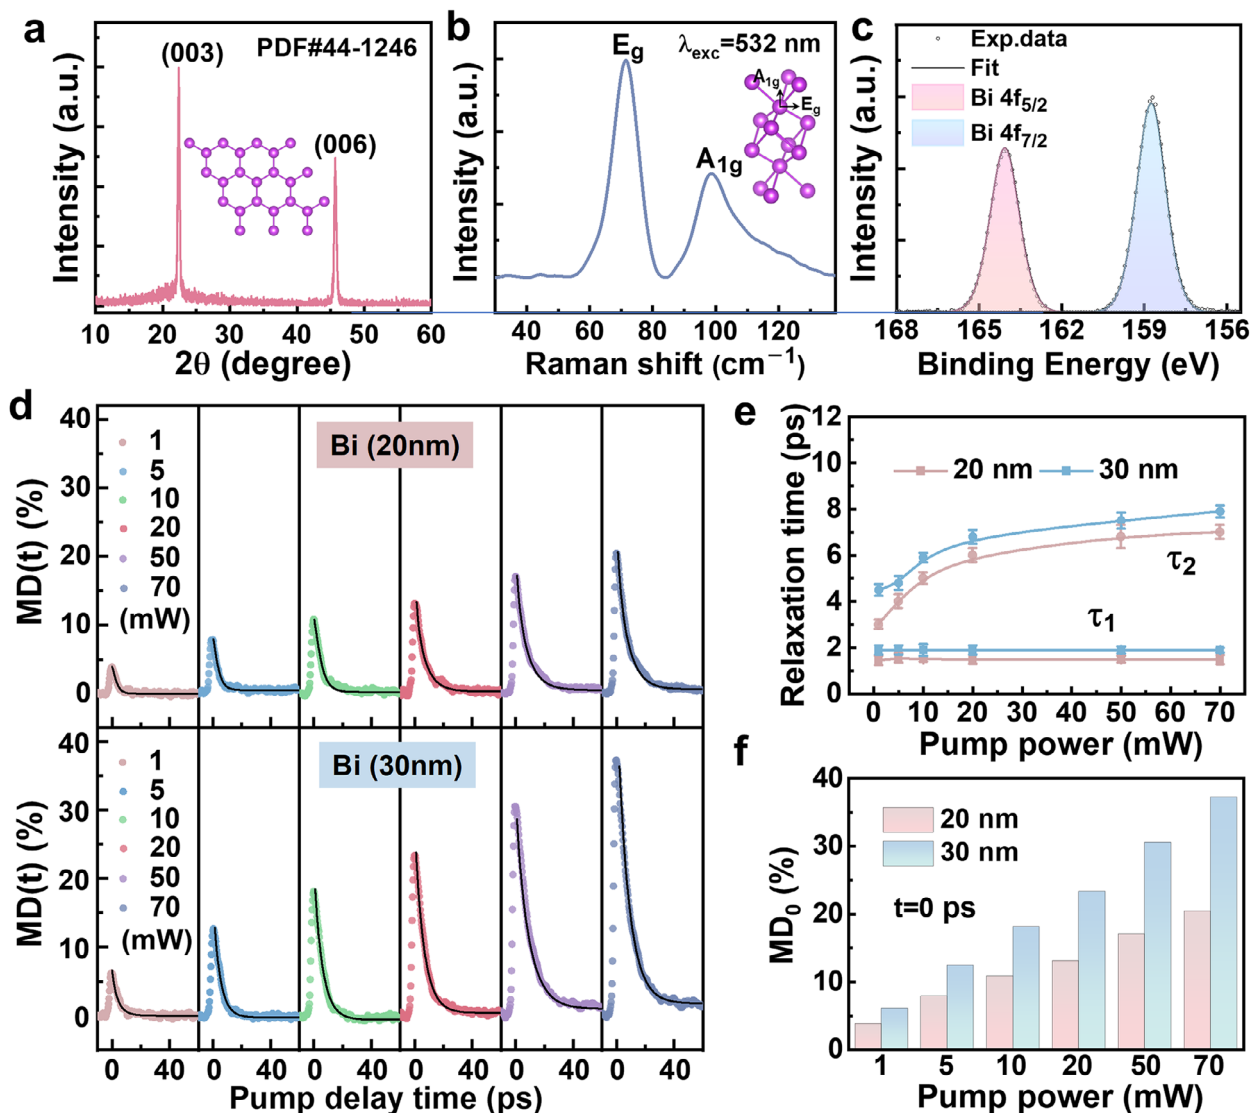 a
(003)
PDF#44-1246
(006)
Intensity (a.u.)
10 20 30 40 50 60
2θ (degree)
b
Eg
λexc=532 nm
A1g
Eg
A1g
Intensity (a.u.)
40 60 80 100 120
Raman shift (cm−1)
c
Exp.data
Fit
Bi 4f5/2
Bi 4f7/2
Intensity (a.u.)
168 165 162 159 156
Binding Energy (eV)
d
40
30
20
10
0
MD(t) (%)
1
5
10
20
50
70
(mW)
Bi (20nm)
40
30
20
10
0
MD(t) (%)
1
5
10
20
50
70
(mW)
Bi (30nm)
0 40 0 40 0 40 0 40 0 40 0 40
Pump delay time (ps)
e
12
10
8
6
4
2
0
Relaxation time (ps)
20 nm 30 nm
τ2
τ1
0 10 20 30 40 50 60 70
Pump power (mW)
f
40
30
20
10
0
MD0 (%)
20 nm
30 nm
t=0 ps
1 5 10 20 50 70
Pump power (mW)